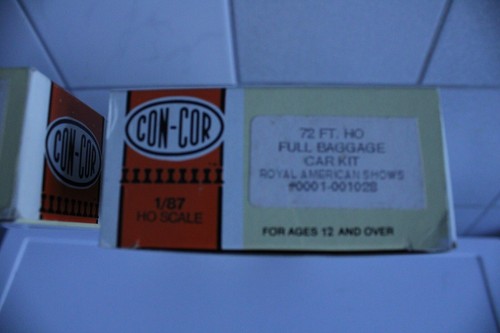 CON-COR
CON-COR
1/87
HO SCALE
72 FT. HO
FULL BAGGAGE
CAR KIT
ROYAL AMERICAN SHOWS
#0001-001028
FOR AGES 12 AND OVER